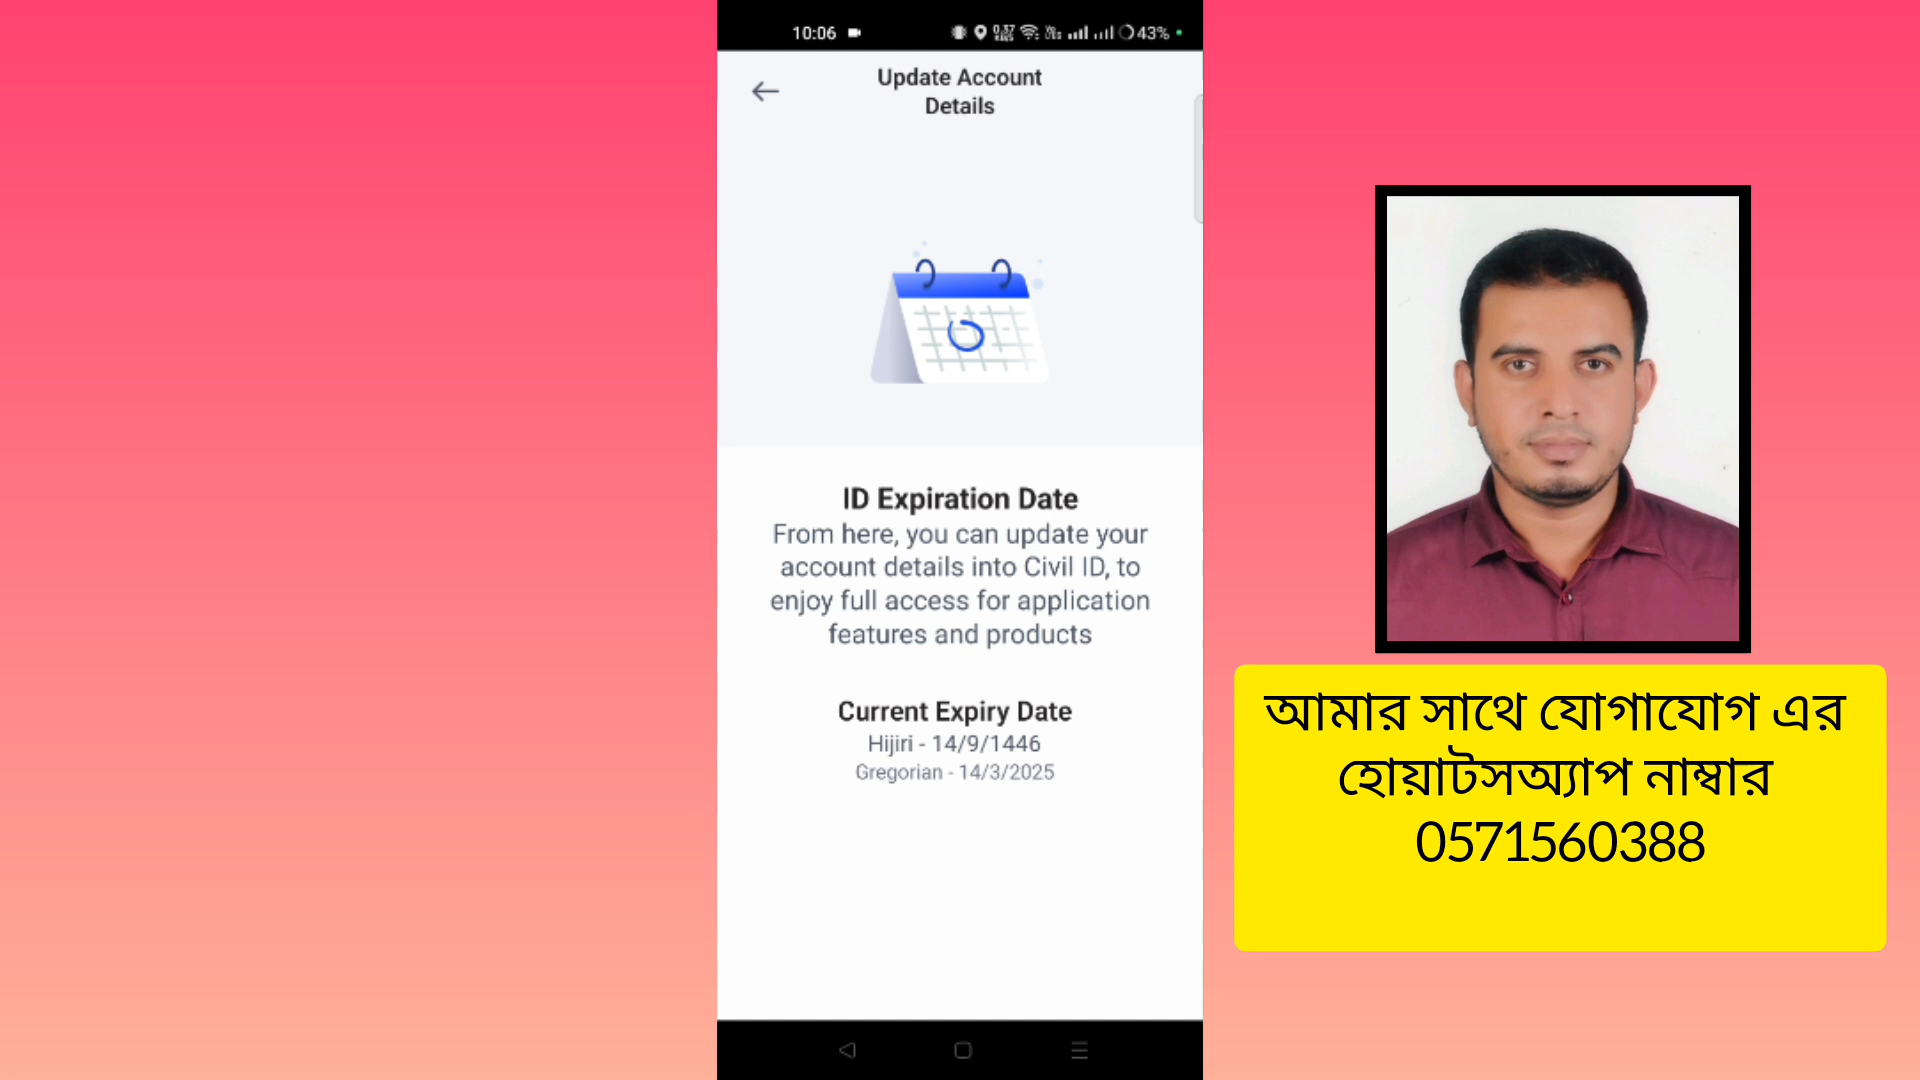 10:06
43%
Update Account
Details
ID Expiration Date
From here, you can update your
account details into Civil ID, to
enjoy full access for application
features and products
Current Expiry Date
Hijiri - 14/9/1446
Gregorian - 14/3/2025
আমার সাথে যোগাযোগ এর
হোয়াটসঅ্যাপ নাম্বার
0571560388